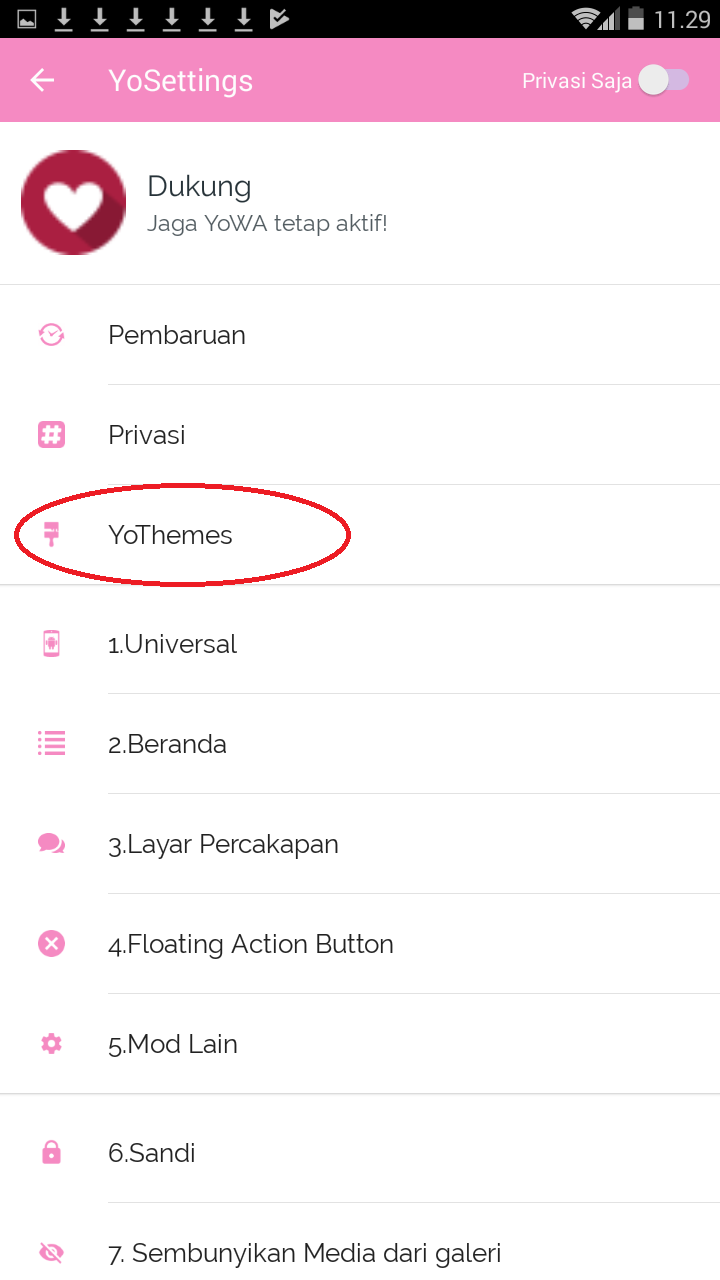 11.29
YoSettings
Privasi Saja
Dukung
Jaga YoWA tetap aktif!
Pembaruan
Privasi
YoThemes
1.Universal
2.Beranda
3.Layar Percakapan
4.Floating Action Button
5.Mod Lain
6.Sandi
7. Sembunyikan Media dari galeri